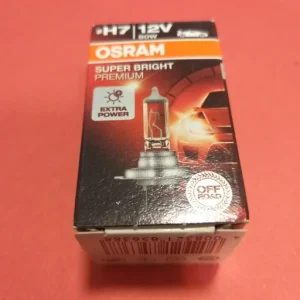 H7 12V
80W
OSRAM
SUPER BRIGHT
PREMIUM
EXTRA
POWER
OFF
ROAD